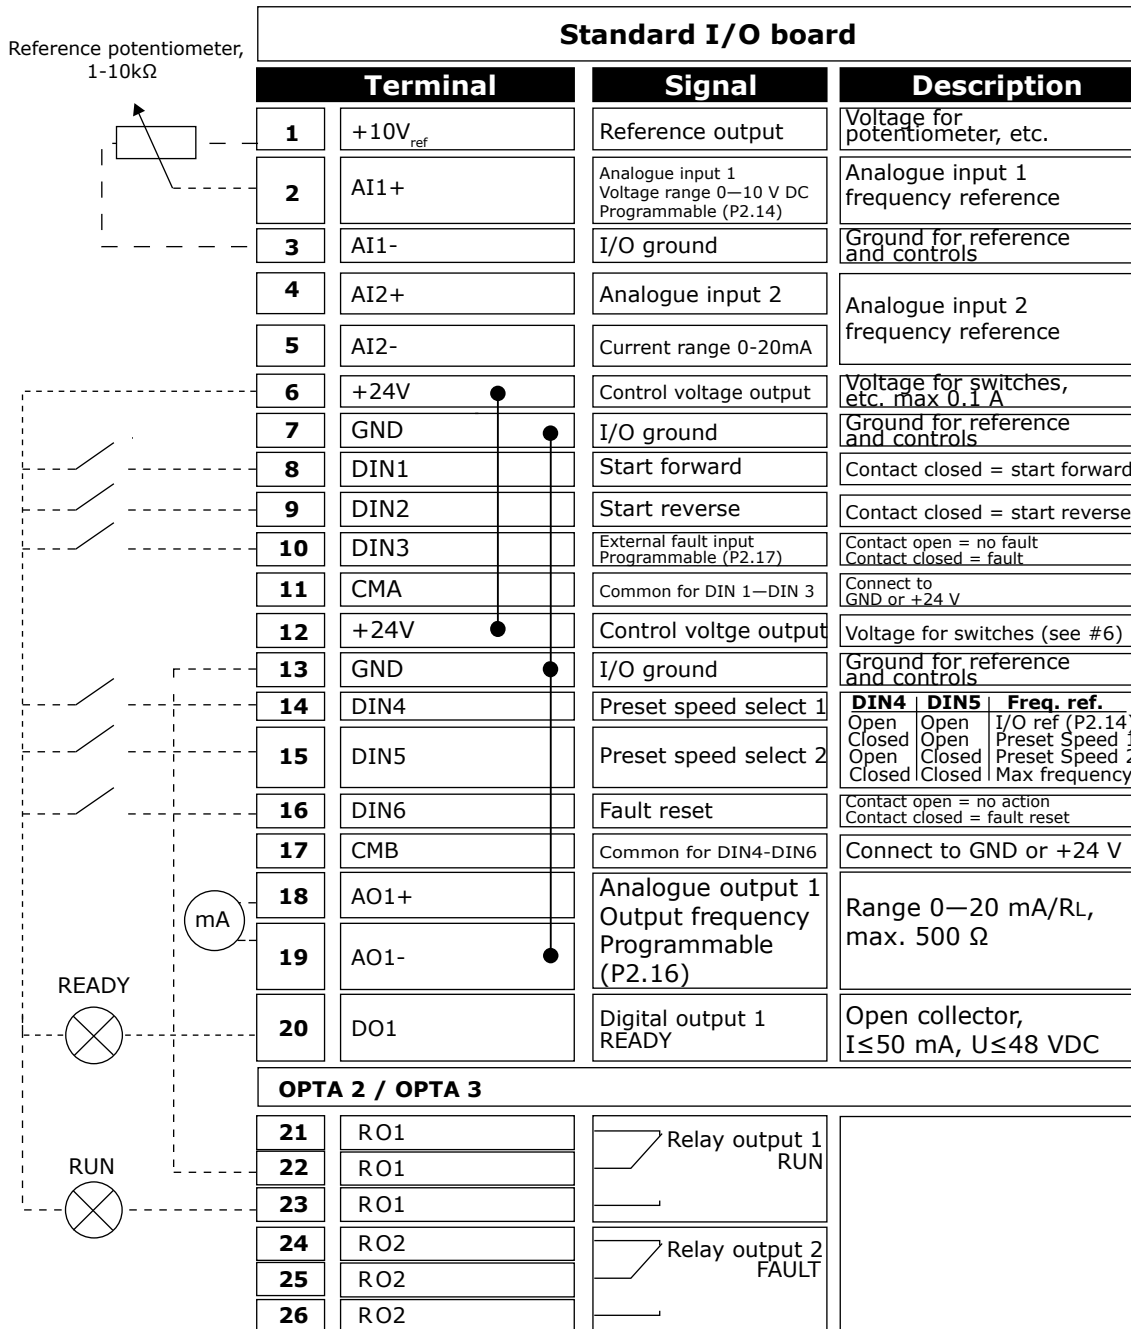 Reference potentiometer,
1-10kΩ
Standard I/O board
Terminal Signal Description
1 +10Vref Reference output Voltage for
potentiometer, etc.
2 AI1+ Analogue input 1
Voltage range 0—10 V DC
Programmable (P2.14)
Analogue input 1
frequency reference
3 AI1- I/O ground Ground for reference
and controls
4 AI2+ Analogue input 2
5 AI2- Current range 0-20mA
Analogue input 2
frequency reference
6 +24V Control voltage output Voltage for switches,
etc. max 0.1 A
7 GND I/O ground Ground for reference
and controls
8 DIN1 Start forward Contact closed = start forward
9 DIN2 Start reverse Contact closed = start reverse
10 DIN3 External fault input
Programmable (P2.17)
Contact open = no fault
Contact closed = fault
11 CMA Common for DIN 1—DIN 3 Connect to
GND or +24 V
12 +24V Control voltge output Voltage for switches (see #6)
13 GND I/O ground Ground for reference
and controls
14 DIN4 Preset speed select 1
15 DIN5 Preset speed select 2
DIN4 DIN5 Freq. ref.
Open Open I/O ref (P2.14)
Closed Open Preset Speed 1
Open Closed Preset Speed 2
Closed Closed Max frequency
16 DIN6 Fault reset Contact open = no action
Contact closed = fault reset
17 CMB Common for DIN4-DIN6 Connect to GND or +24 V
mA
18 AO1+
19 AO1-
Analogue output 1
Output frequency
Programmable
(P2.16)
Range 0—20 mA/RL,
max. 500 Ω
READY
20 DO1 Digital output 1
READY
Open collector,
I≤50 mA, U≤48 VDC
OPTA 2 / OPTA 3
21 RO1
22 RO1
23 RO1
Relay output 1
RUN
RUN
24 RO2
25 RO2
26 RO2
Relay output 2
FAULT